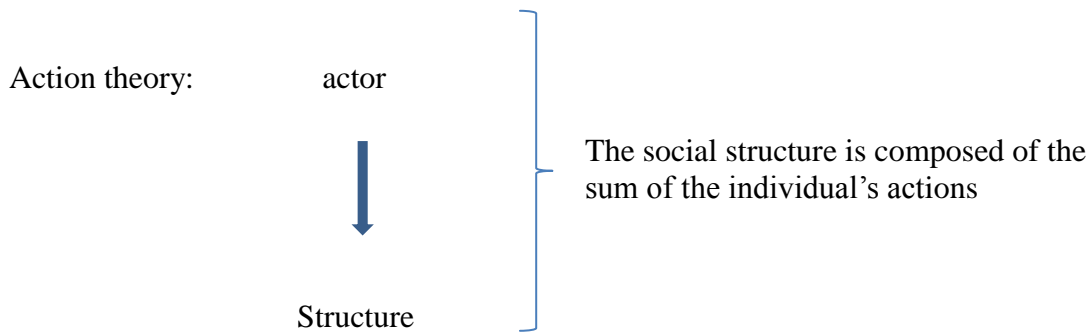 Action theory: actor
The social structure is composed of the
sum of the individual’s actions
Structure